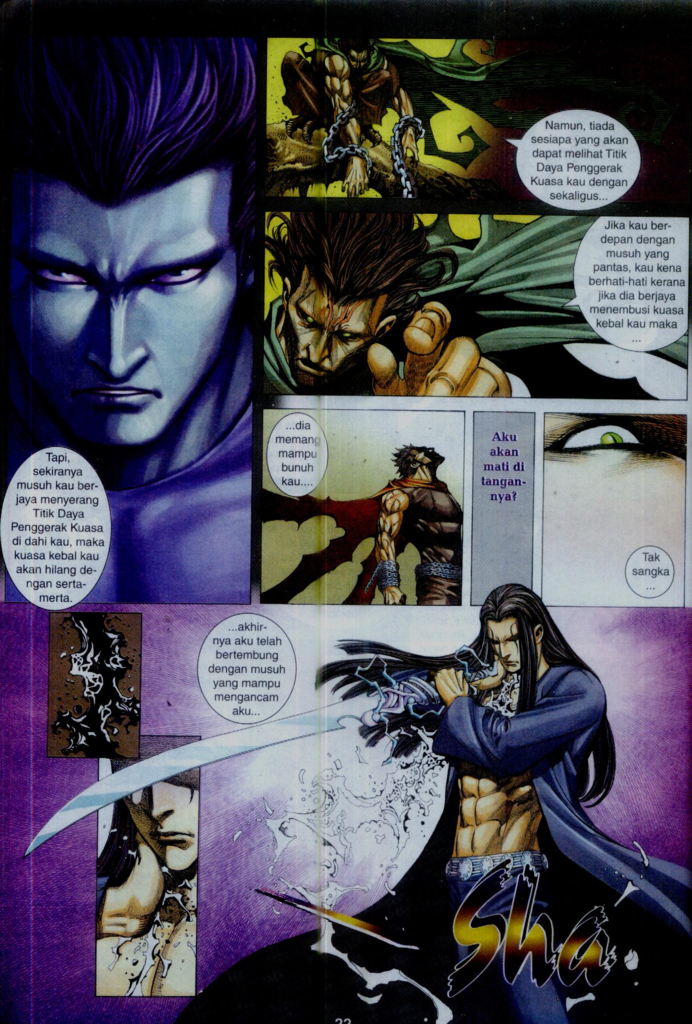 Tapi,
sekiranya
musuh kau ber-
jaya menyerang
Titik Daya
Penggerak Kuasa
di dahi kau, maka
kuasa kebal kau
akan hilang de-
ngan serta-
merta.
Namun, tiada
sesiapa yang akan
dapat melihat Titik
Daya Penggerak
Kuasa kau dengan
sekaligus...
Jika kau ber-
depan dengan
musuh yang
pantas, kau kena
berhati-hati kerana
jika dia berjaya
menembusi kuasa
kebal kau maka
...
...dia
memang
mampu
bunuh
kau....
Aku
akan
mati di
tangan-
nya?
Tak
sangka
...
...akhir-
nya aku telah
bertembung
dengan musuh
yang mampu
mengancam
aku...
Sha
33